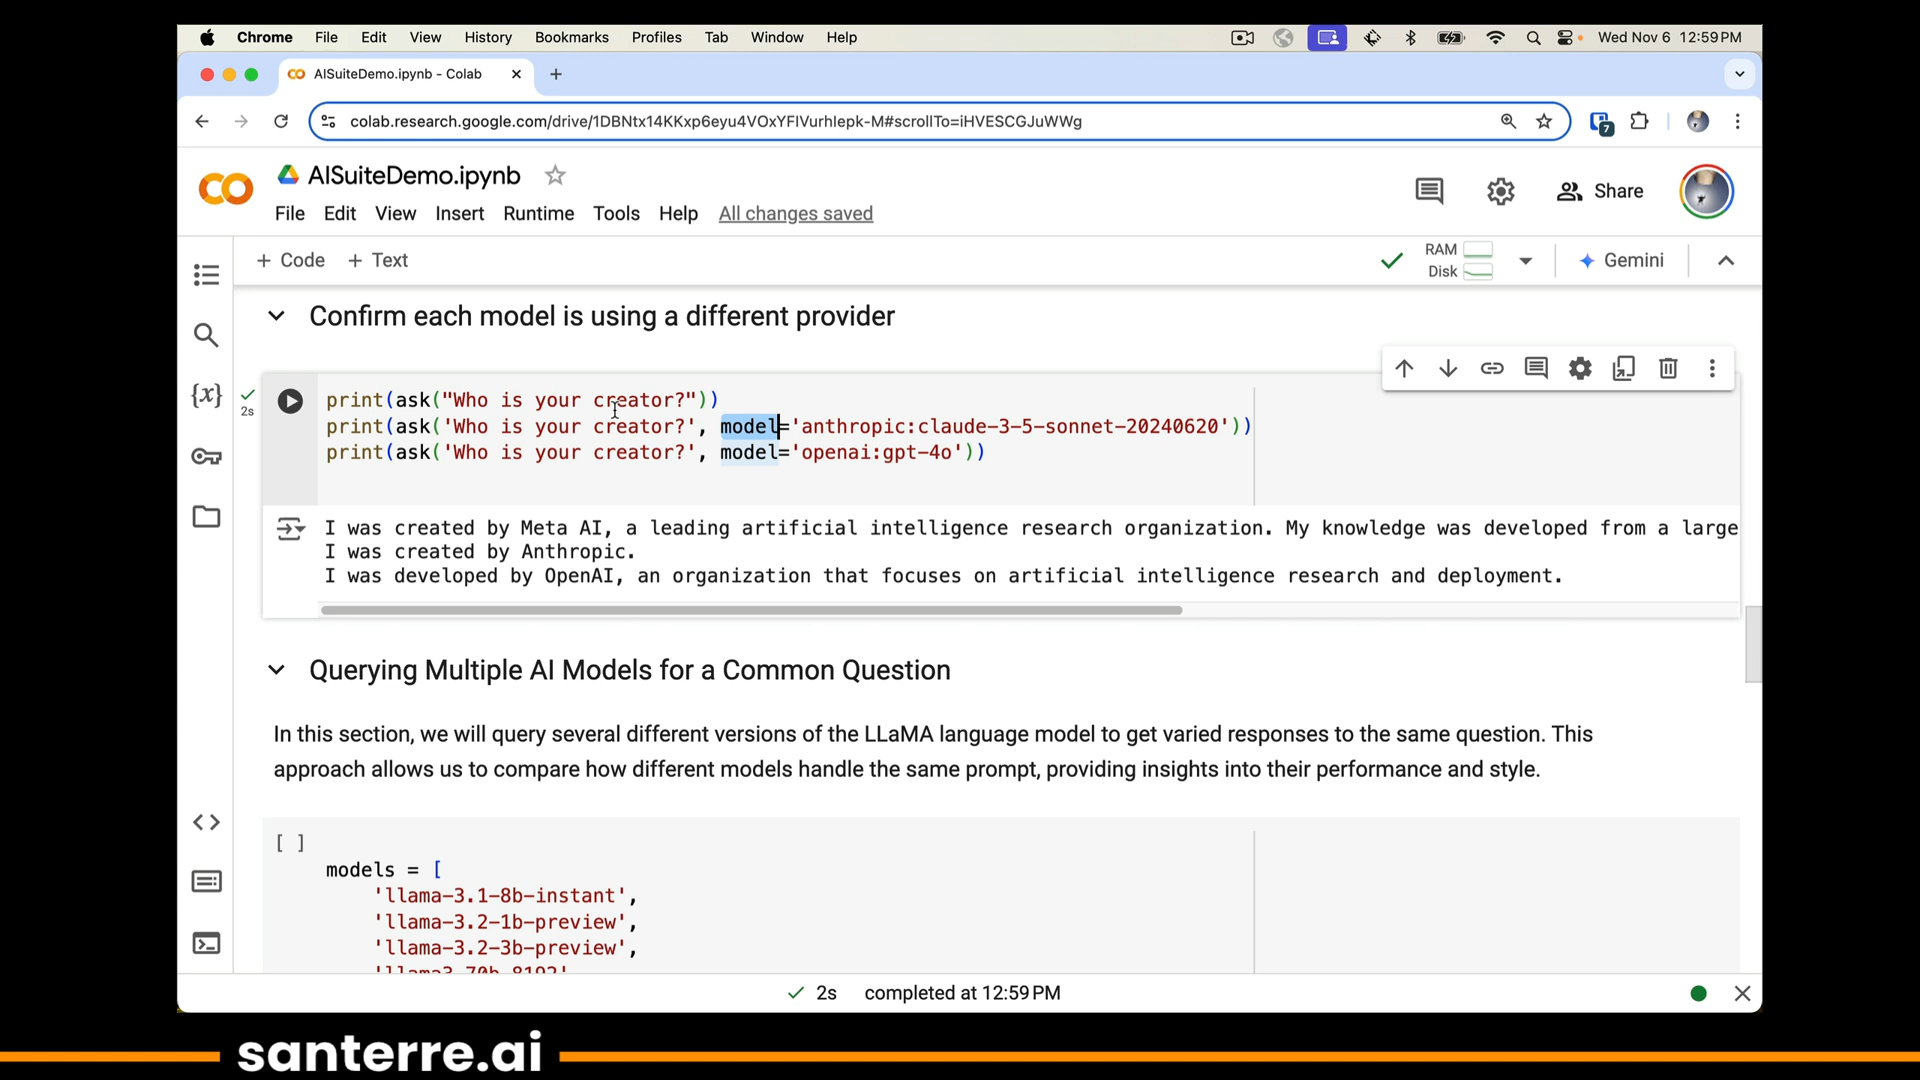 Chrome File Edit View History Bookmarks Profiles Tab Window Help Wed Nov 6 12:59 PM
AISuiteDemo.ipynb - Colab
colab.research.google.com/drive/1DBNtx14KKxp6eyu4VOxYFIVurhIepk-M#scrollTo=iHVESCGJuWWg
7
AISuiteDemo.ipynb
Share
File Edit View Insert Runtime Tools Help All changes saved
+ Code + Text
RAM
Disk
Gemini
Confirm each model is using a different provider
{x}
2s
print(ask("Who is your creator?"))
print(ask('Who is your creator?', model='anthropic:claude-3-5-sonnet-20240620'))
print(ask('Who is your creator?', model='openai:gpt-4o'))
I was created by Meta AI, a leading artificial intelligence research organization. My knowledge was developed from a large
I was created by Anthropic.
I was developed by OpenAI, an organization that focuses on artificial intelligence research and deployment.
Querying Multiple AI Models for a Common Question
In this section, we will query several different versions of the LLaMA language model to get varied responses to the same question. This
approach allows us to compare how different models handle the same prompt, providing insights into their performance and style.
[ ]
models = [
'llama-3.1-8b-instant',
'llama-3.2-1b-preview',
'llama-3.2-3b-preview',
'llama3-70b-8192'
2s completed at 12:59 PM
santerre.ai